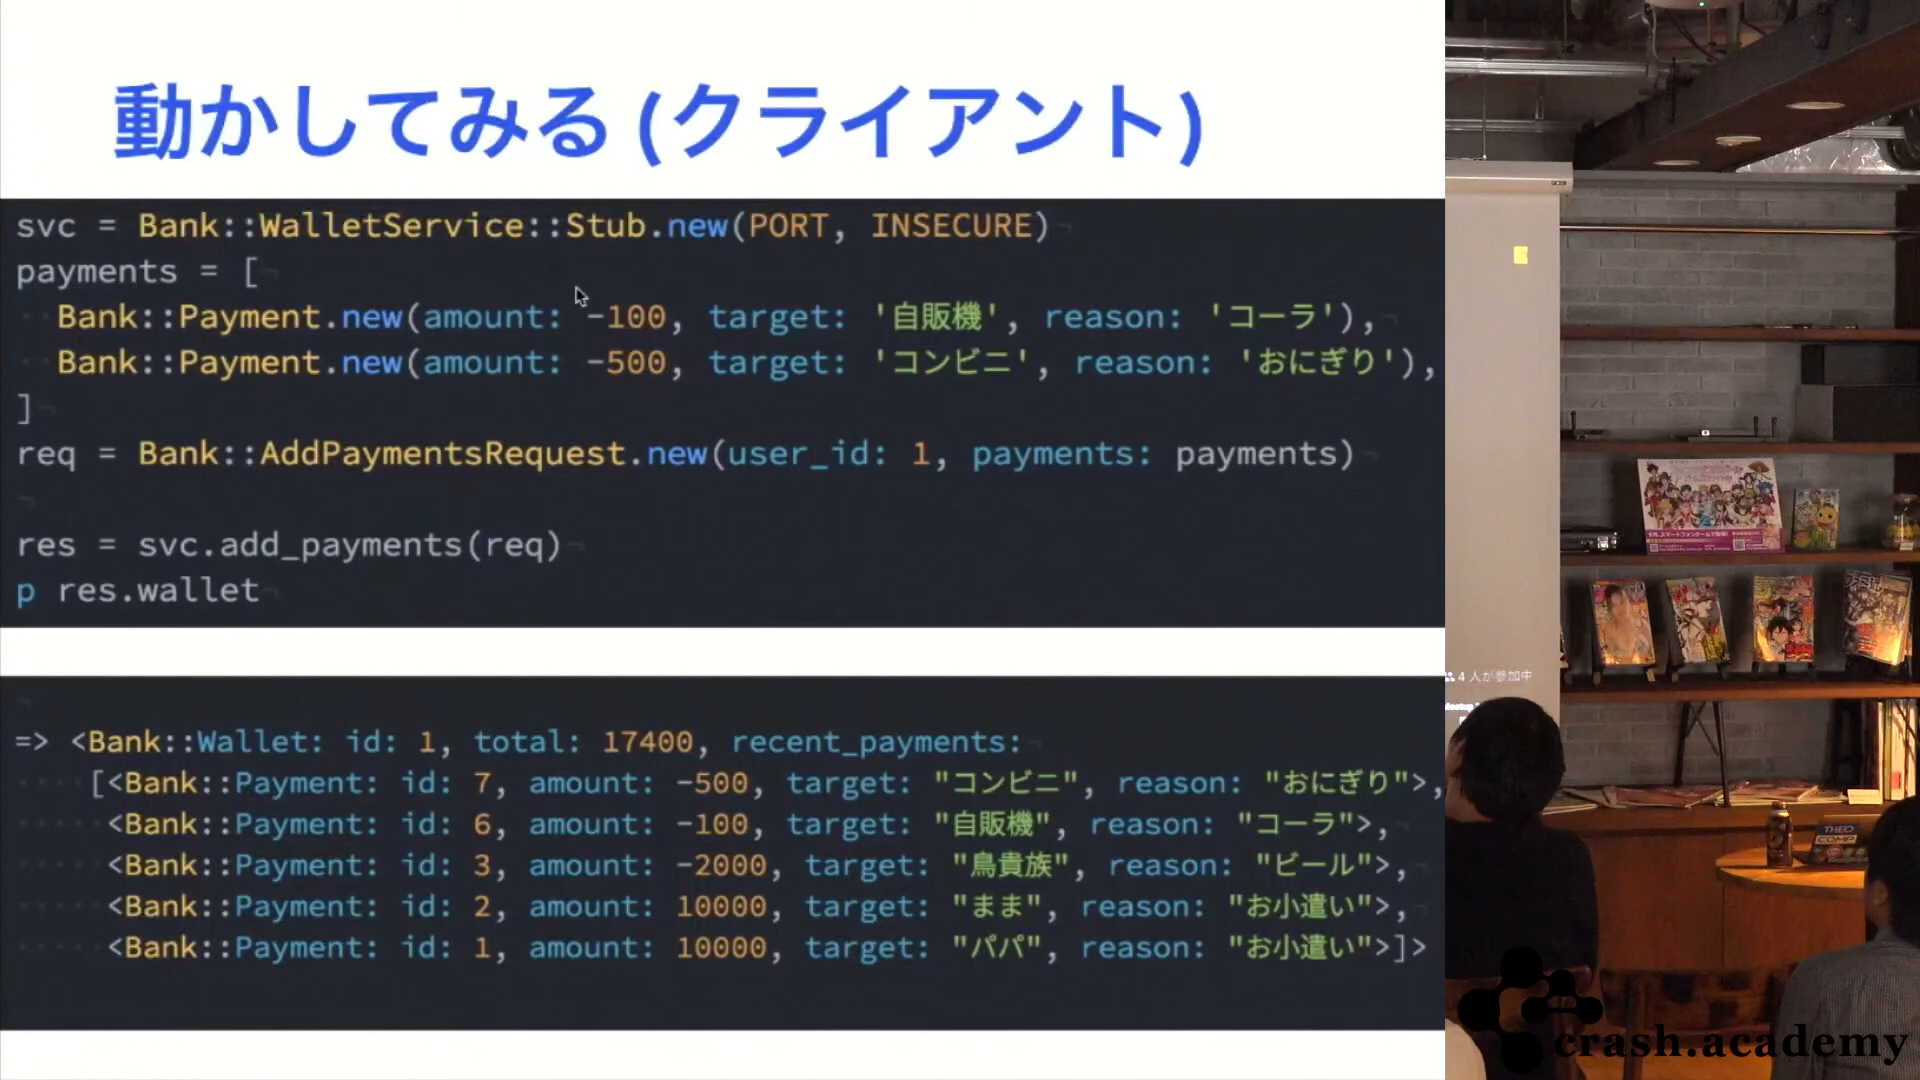 動かしてみる (クライアント)
svc = Bank::WalletService::Stub.new(PORT, INSECURE)
payments = [
Bank::Payment.new(amount: -100, target: '自販機', reason: 'コーラ'),
Bank::Payment.new(amount: -500, target: 'コンビニ', reason: 'おにぎり'),
]
req = Bank::AddPaymentsRequest.new(user_id: 1, payments: payments)
res = svc.add_payments(req)
p res.wallet
=> <Bank::Wallet: id: 1, total: 17400, recent_payments:
[<Bank::Payment: id: 7, amount: -500, target: "コンビニ", reason: "おにぎり">,
<Bank::Payment: id: 6, amount: -100, target: "自販機", reason: "コーラ">,
<Bank::Payment: id: 3, amount: -2000, target: "鳥貴族", reason: "ビール">,
<Bank::Payment: id: 2, amount: 10000, target: "まま", reason: "お小遣い">,
<Bank::Payment: id: 1, amount: 10000, target: "パパ", reason: "お小遣い">]>
4 人が参加中
crash.academy